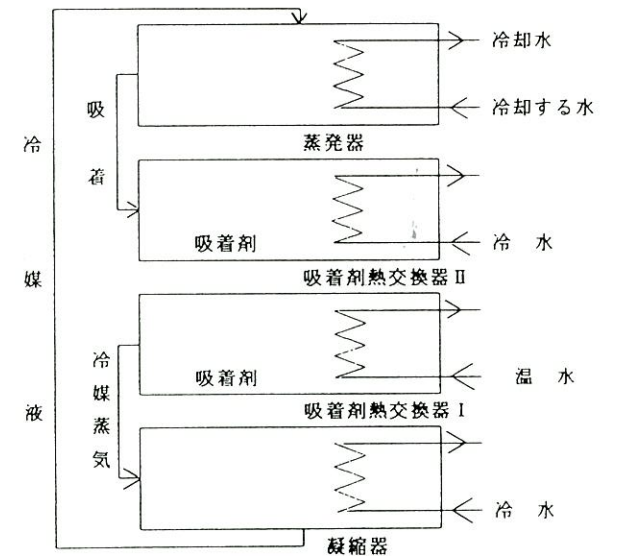 冷却水
冷却する水
蒸発器
吸着
冷媒液
吸着剤
冷 水
吸着剤熱交換器Ⅱ
冷媒蒸気
吸着剤
温 水
吸着剤熱交換器Ⅰ
冷 水
凝縮器